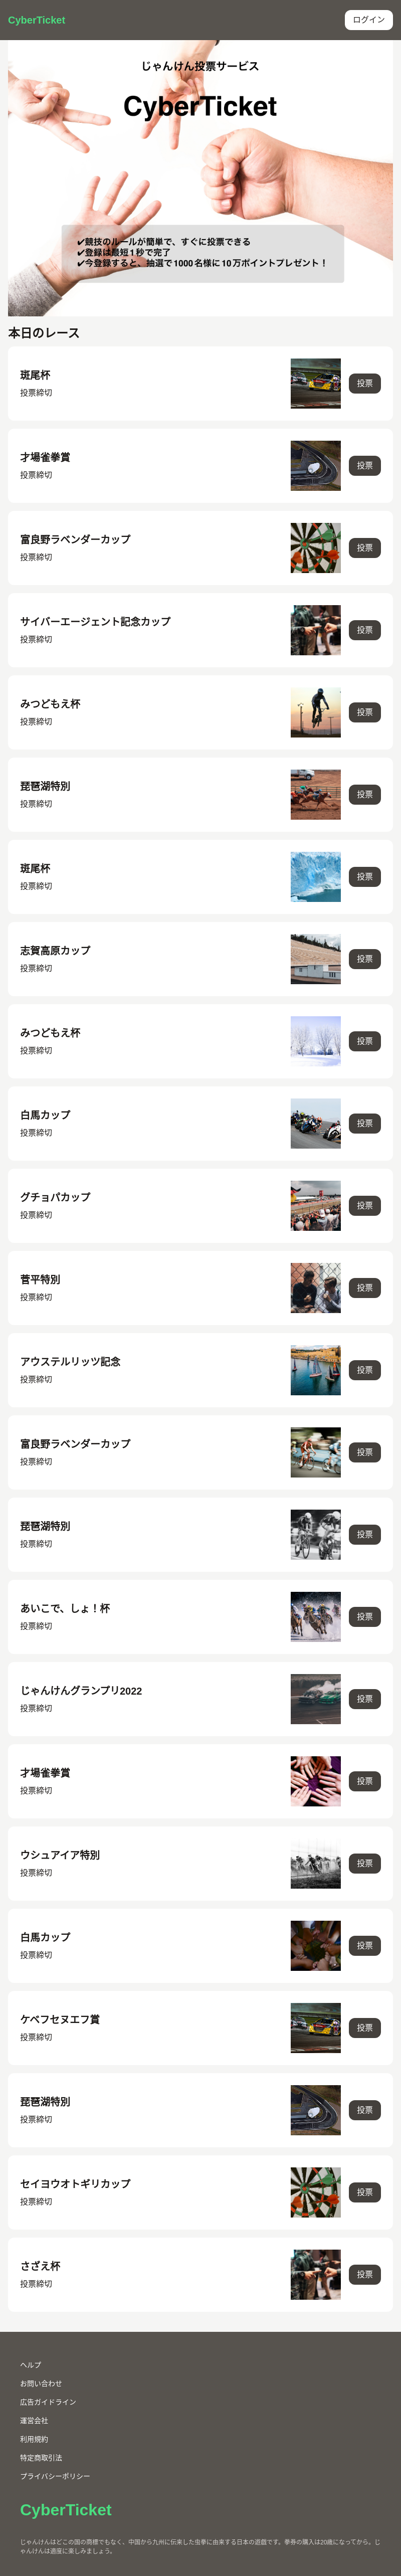 CyberTicket
ログイン
じゃんけん投票サービス
CyberTicket
✔競技のルールが簡単で、すぐに投票できる
✔登録は最短1秒で完了
✔今登録すると、抽選で1000名様に10万ポイントプレゼント！
本日のレース
斑尾杯
投票締切
投票
才場雀拳賞
投票締切
投票
富良野ラベンダーカップ
投票締切
投票
サイバーエージェント記念カップ
投票締切
投票
みつどもえ杯
投票締切
投票
琵琶湖特別
投票締切
投票
斑尾杯
投票締切
投票
志賀高原カップ
投票締切
投票
みつどもえ杯
投票締切
投票
白馬カップ
投票締切
投票
グチョパカップ
投票締切
投票
菅平特別
投票締切
投票
アウステルリッツ記念
投票締切
投票
富良野ラベンダーカップ
投票締切
投票
琵琶湖特別
投票締切
投票
あいこで、しょ！杯
投票締切
投票
じゃんけんグランプリ2022
投票締切
投票
才場雀拳賞
投票締切
投票
ウシュアイア特別
投票締切
投票
白馬カップ
投票締切
投票
ケベフセヌエフ賞
投票締切
投票
琵琶湖特別
投票締切
投票
セイヨウオトギリカップ
投票締切
投票
さざえ杯
投票締切
投票
ヘルプ
お問い合わせ
広告ガイドライン
運営会社
利用規約
特定商取引法
プライバシーポリシー
CyberTicket
じゃんけんはどこの国の商標でもなく、中国から九州に伝来した虫拳に由来する日本の遊戯です。拳券の購入は20歳になってから。じ
ゃんけんは適度に楽しみましょう。